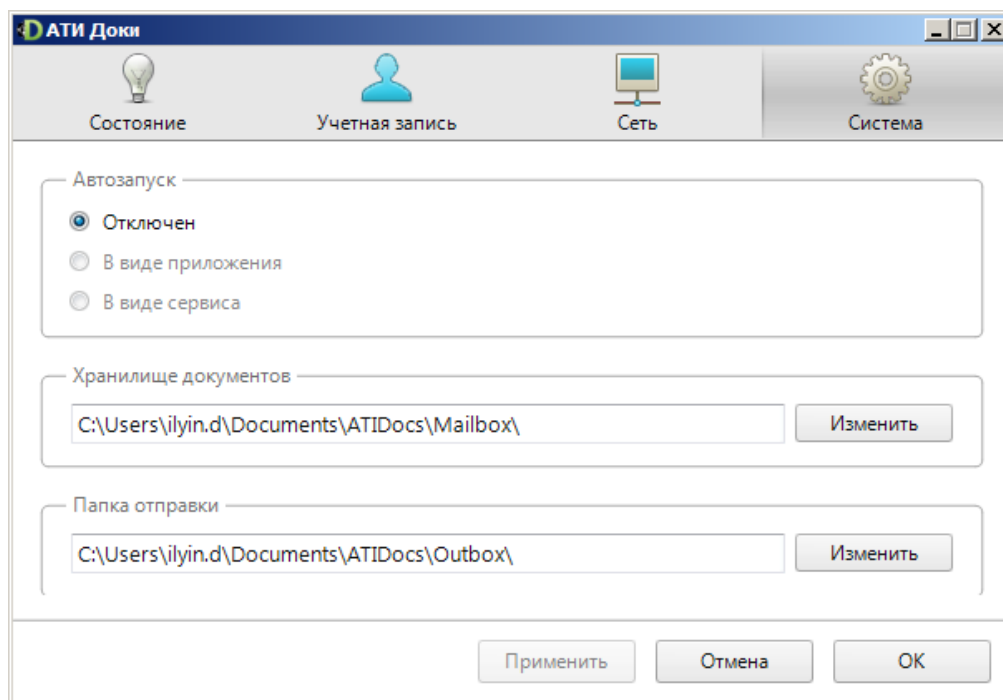 АТИ Доки
Состояние Учетная запись Сеть Система
Автозапуск
Отключен
В виде приложения
В виде сервиса
Хранилище документов
C:\Users\ilyin.d\Documents\ATIDocs\Mailbox\ Изменить
Папка отправки
C:\Users\ilyin.d\Documents\ATIDocs\Outbox\ Изменить
Применить Отмена OK